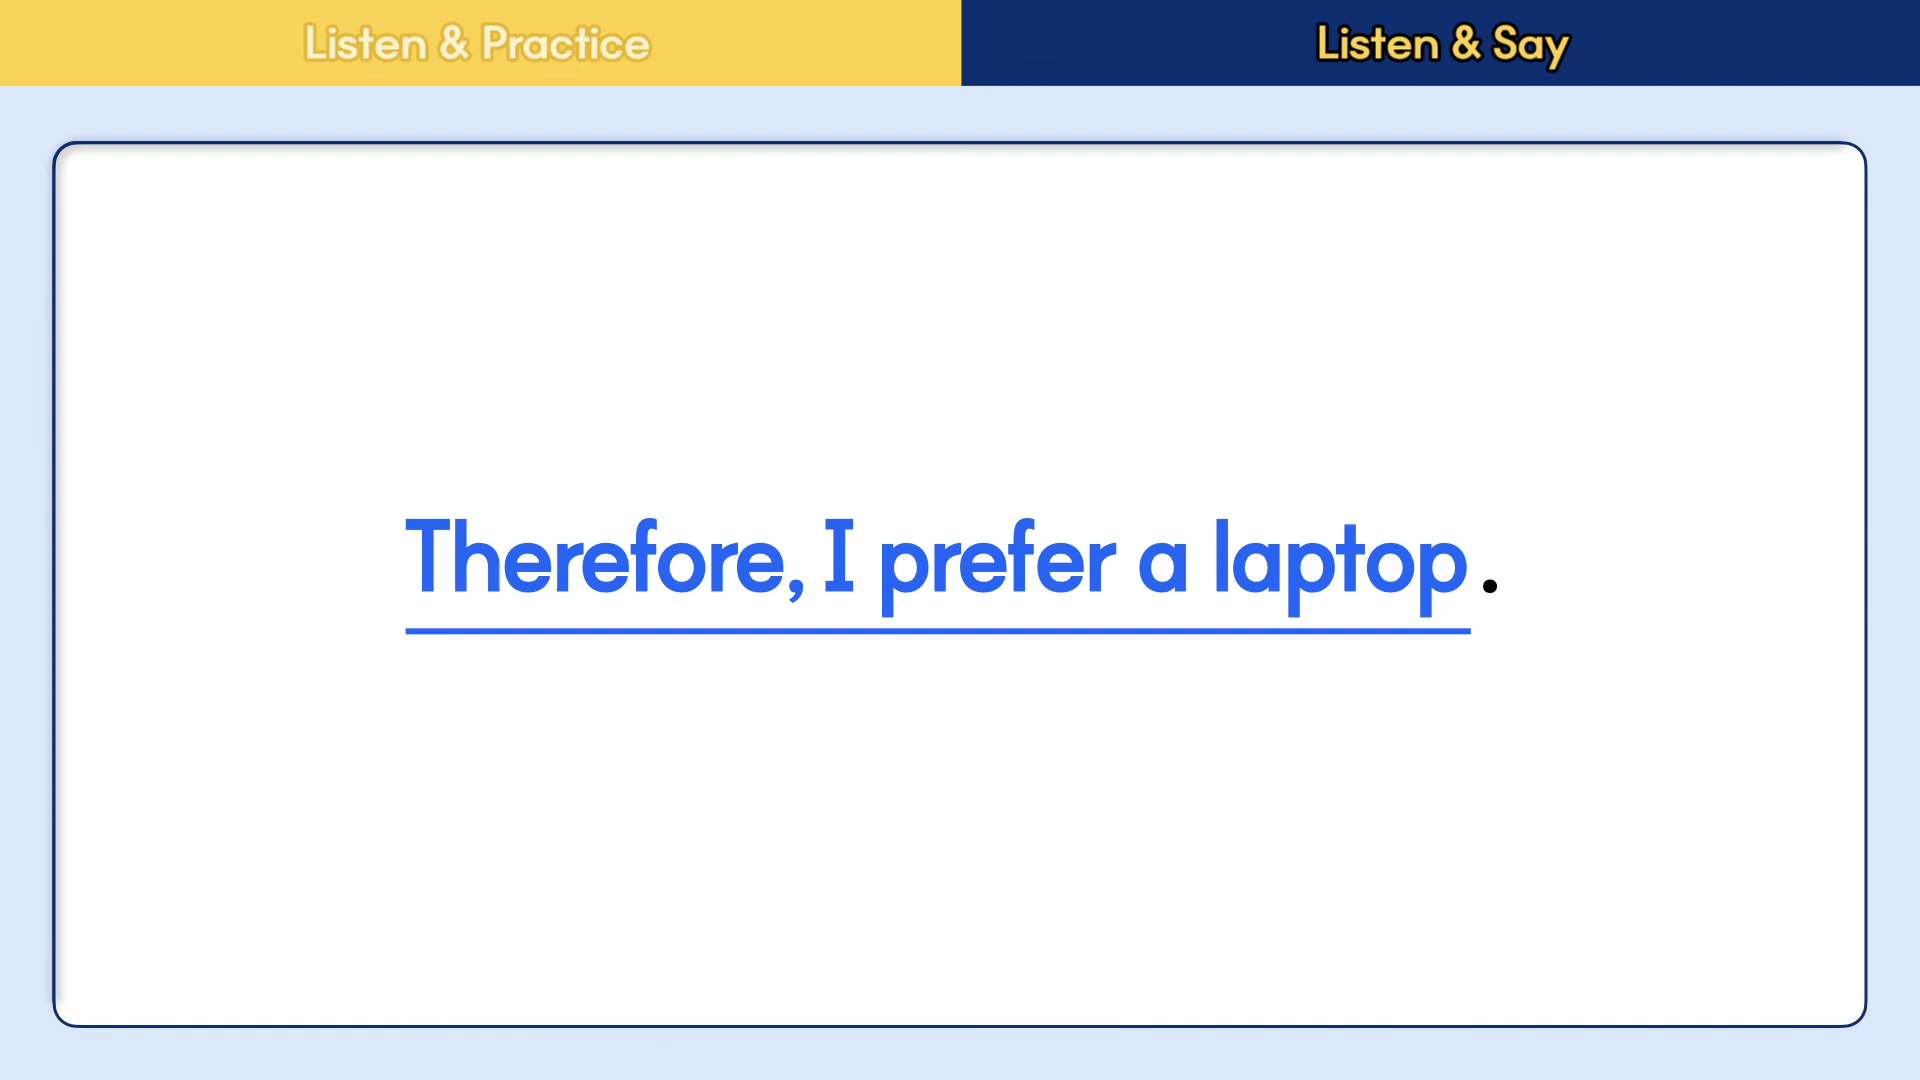 Listen & Practice
Listen & Say
Therefore, I prefer a laptop.